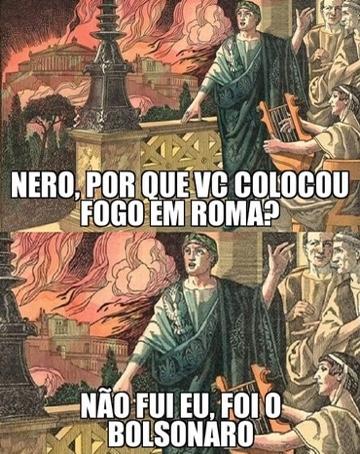 NERO, POR QUE VC COLOCOU
FOGO EM ROMA?
NÃO FUI EU, FOI O
BOLSONARO